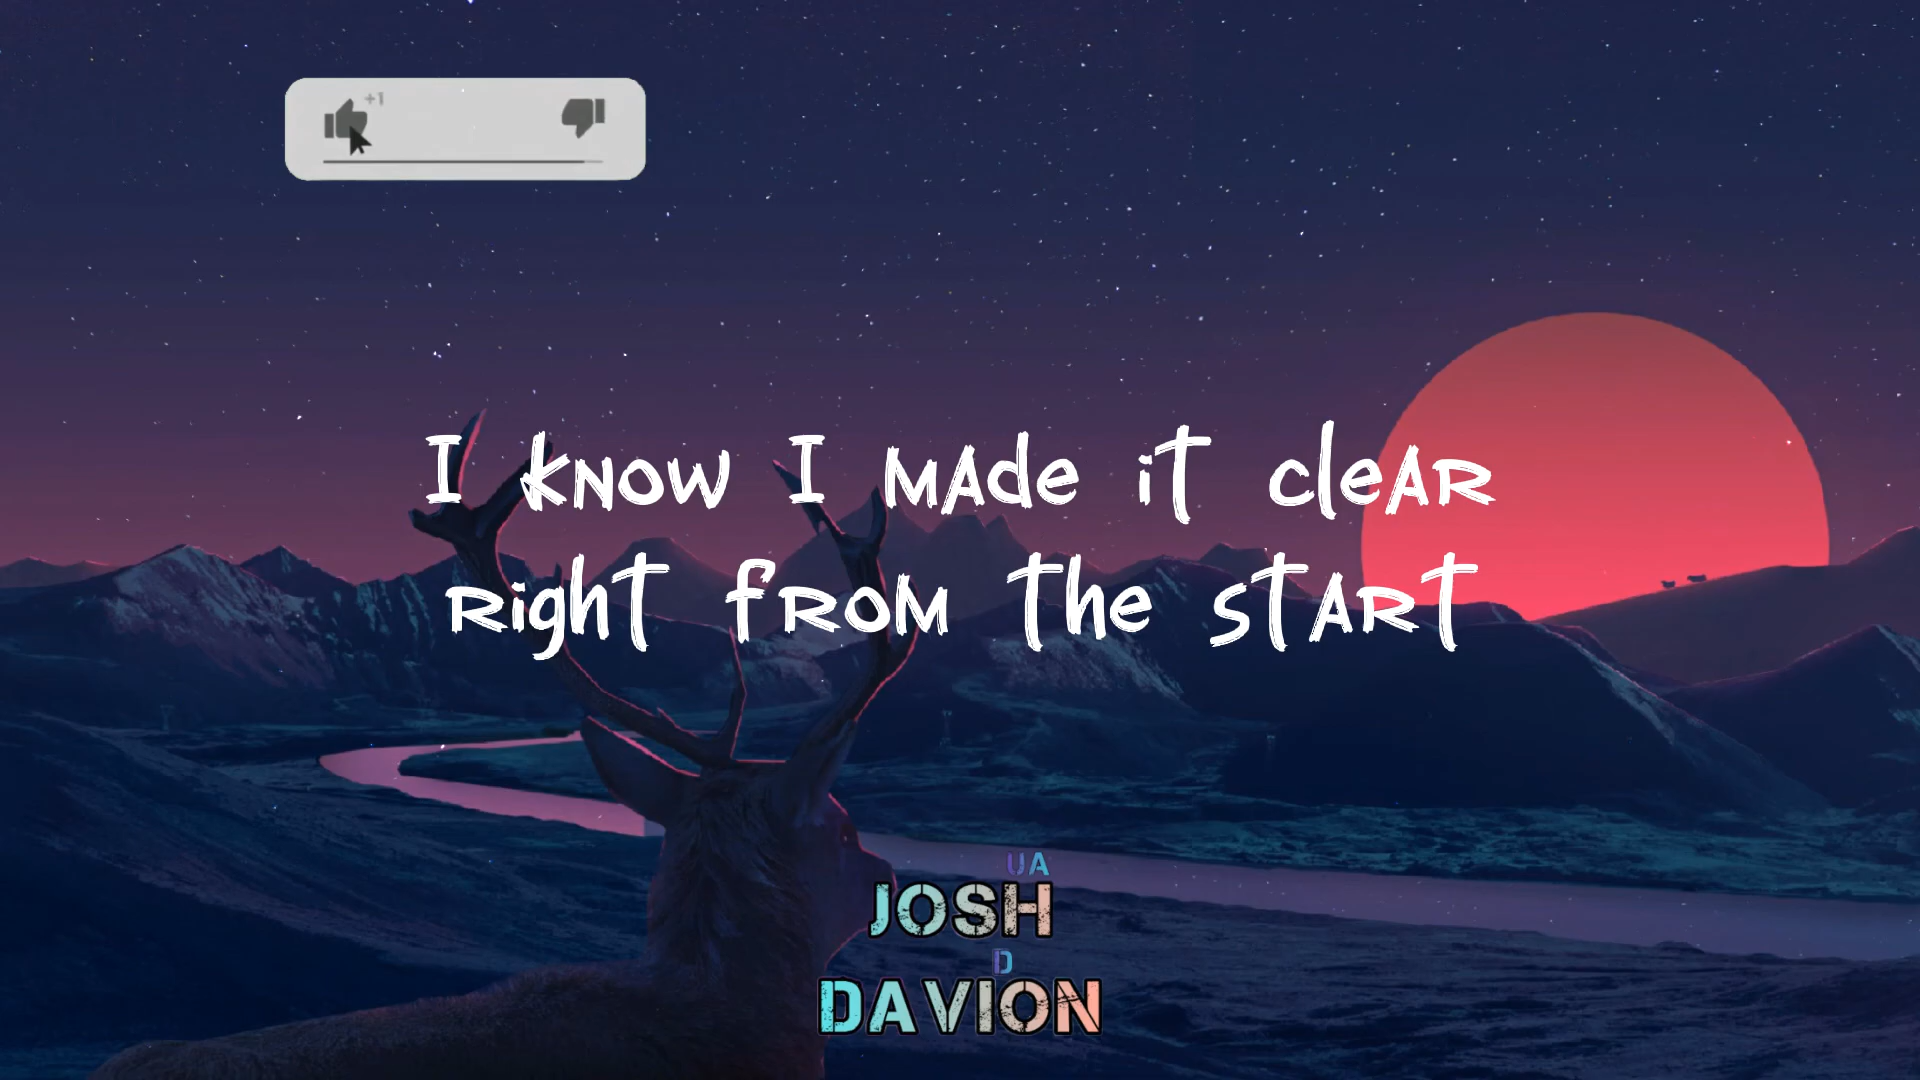 +1
I know I made it clear
right from the start
UA
JOSH
D
DAVION